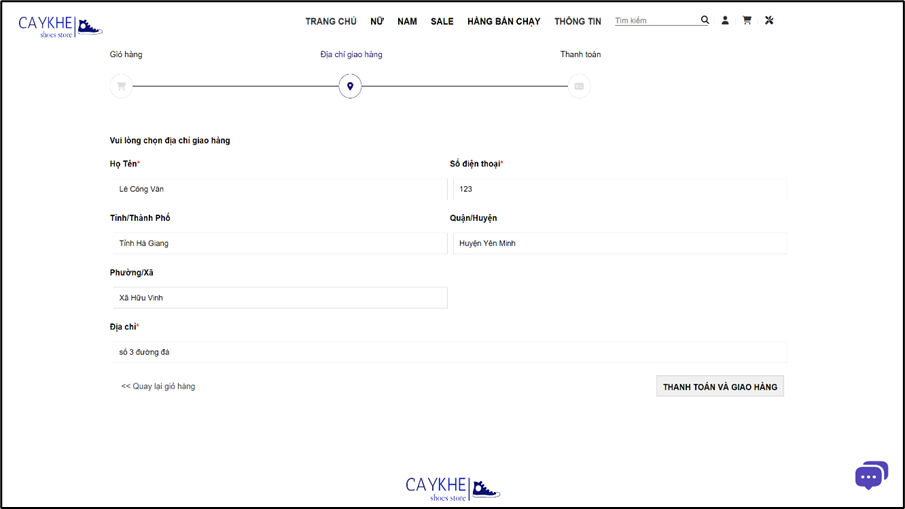 CAYKHE
shoes store
TRANG CHỦ NỮ NAM SALE HÀNG BÁN CHẠY THÔNG TIN Tìm kiếm
Giỏ hàng Địa chỉ giao hàng Thanh toán
Vui lòng chọn địa chỉ giao hàng
Họ Tên* Số điện thoại*
Lê Công Văn 123
Tỉnh/Thành Phố Quận/Huyện
Tỉnh Hà Giang Huyện Yên Minh
Phường/Xã
Xã Hữu Vinh
Địa chỉ*
số 3 đường đá
<< Quay lại giỏ hàng THANH TOÁN VÀ GIAO HÀNG
CAYKHE
shoes store